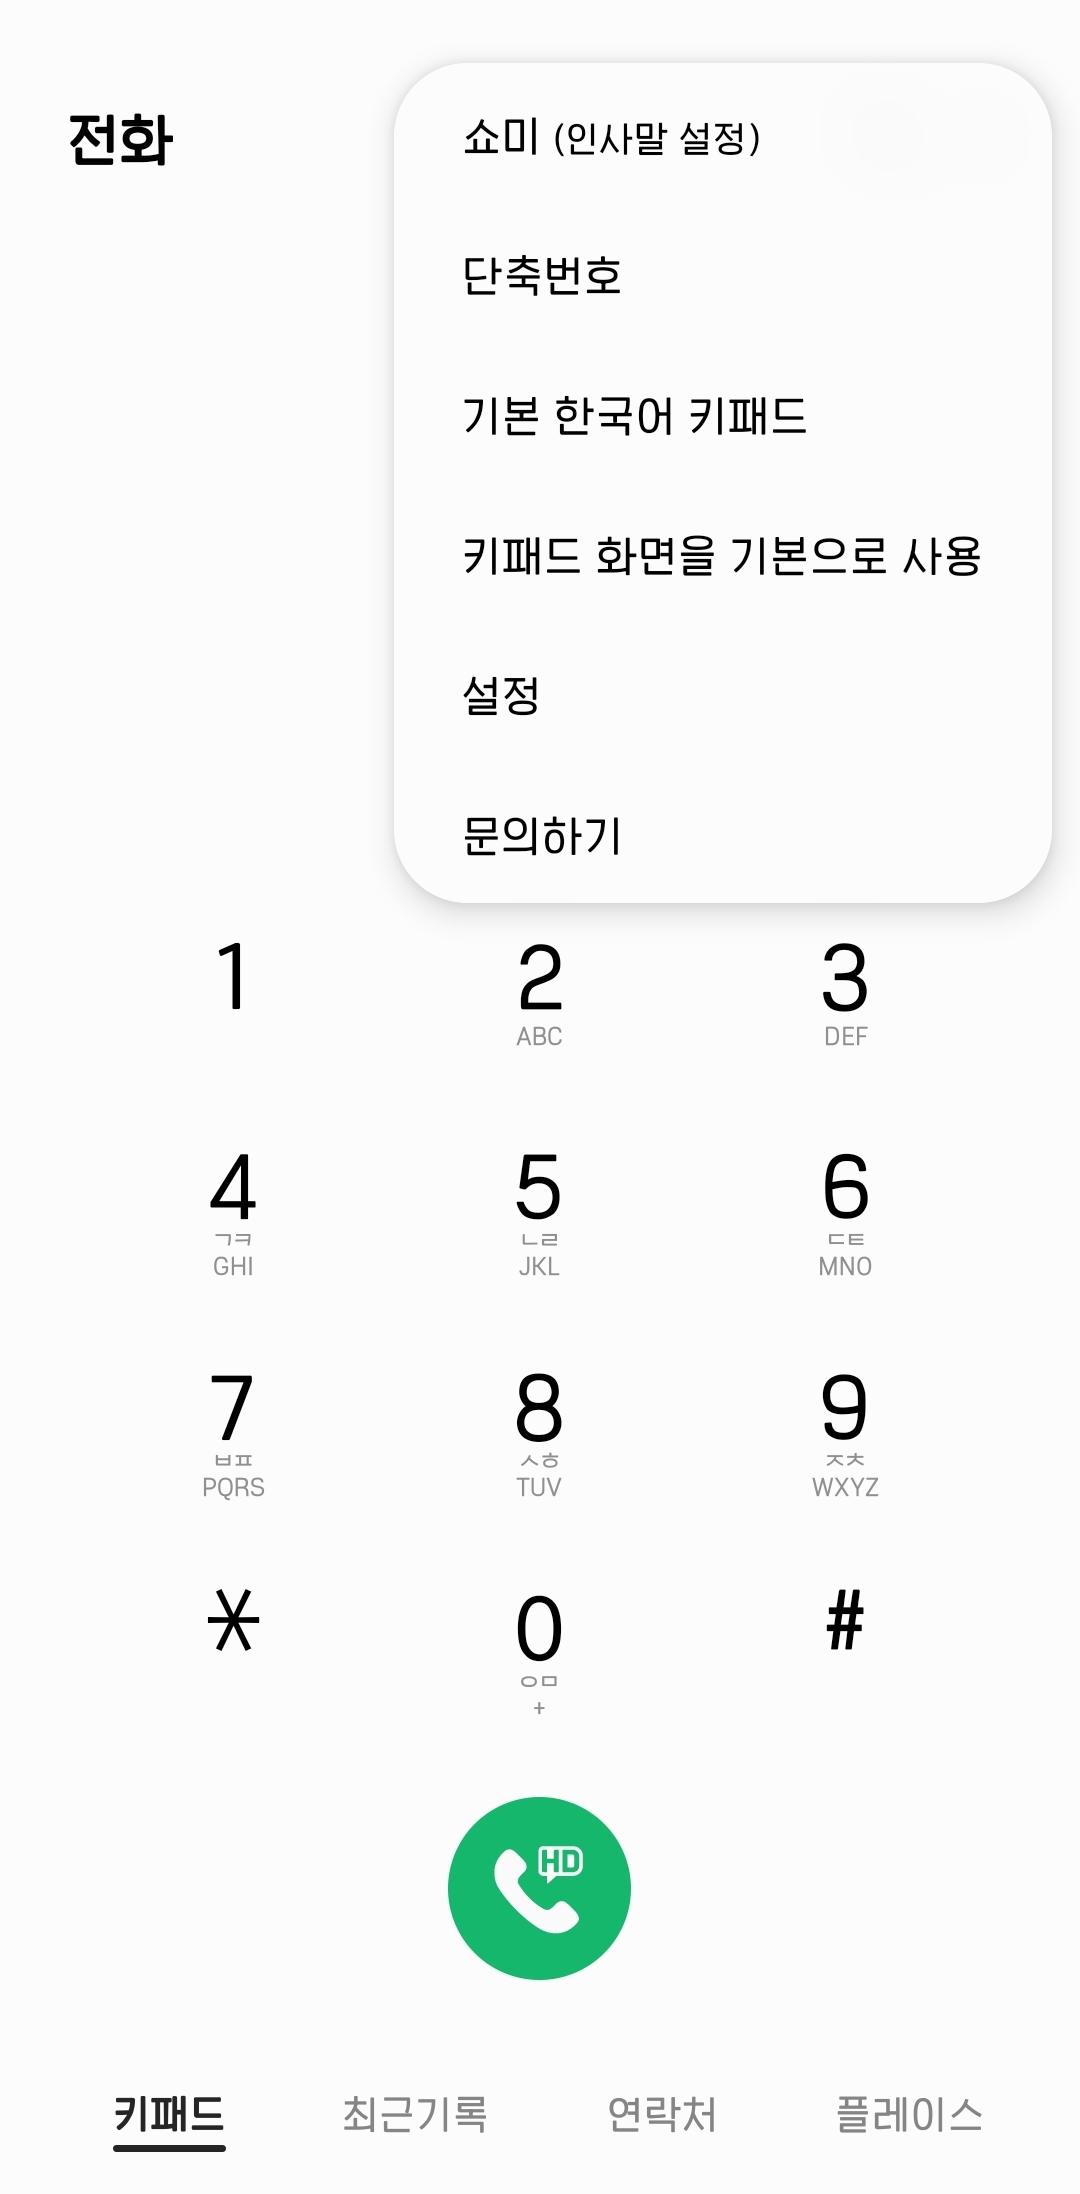 전화
쇼미 (인사말 설정)
단축번호
기본 한국어 키패드
키패드 화면을 기본으로 사용
설정
문의하기
1 2 3
ABC DEF
4 5 6
ㄱㅋ ㄴㄹ ㄷㅌ
GHI JKL MNO
7 8 9
ㅂㅍ ㅅㅎ ㅈㅊ
PQRS TUV WXYZ
* 0 #
ㅇㅁ
+
HD
키패드 최근기록 연락처 플레이스